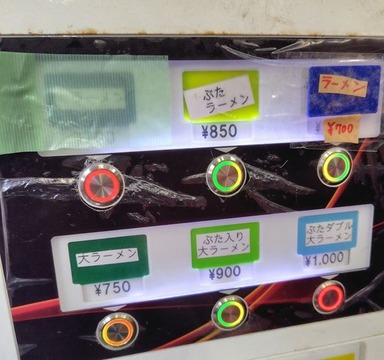 ぶた
ラーメン
¥850
ラーメン
¥700
大ラーメン
¥750
ぶた入り
大ラーメン
¥900
ぶたダブル
大ラーメン
¥1,000